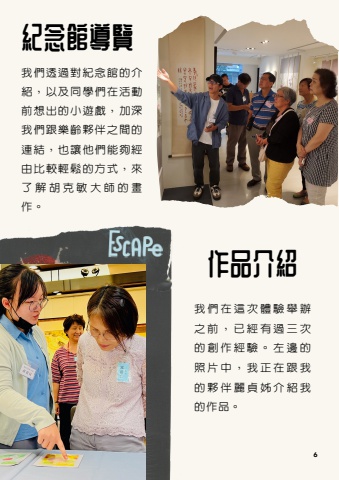 紀念館導覽
我們透過對紀念館的介
紹，以及同學們在活動
前想出的小遊戲，加深
我們跟樂齡夥伴之間的
連結，也讓他們能夠經
由比較輕鬆的方式，來
了解胡克敏大師的畫
作。
ESCAPe
作品介紹
我們在這次體驗舉辦
之前，已經有過三次
的創作經驗。左邊的
照片中，我正在跟我
的夥伴麗貞姊介紹我
的作品。
6